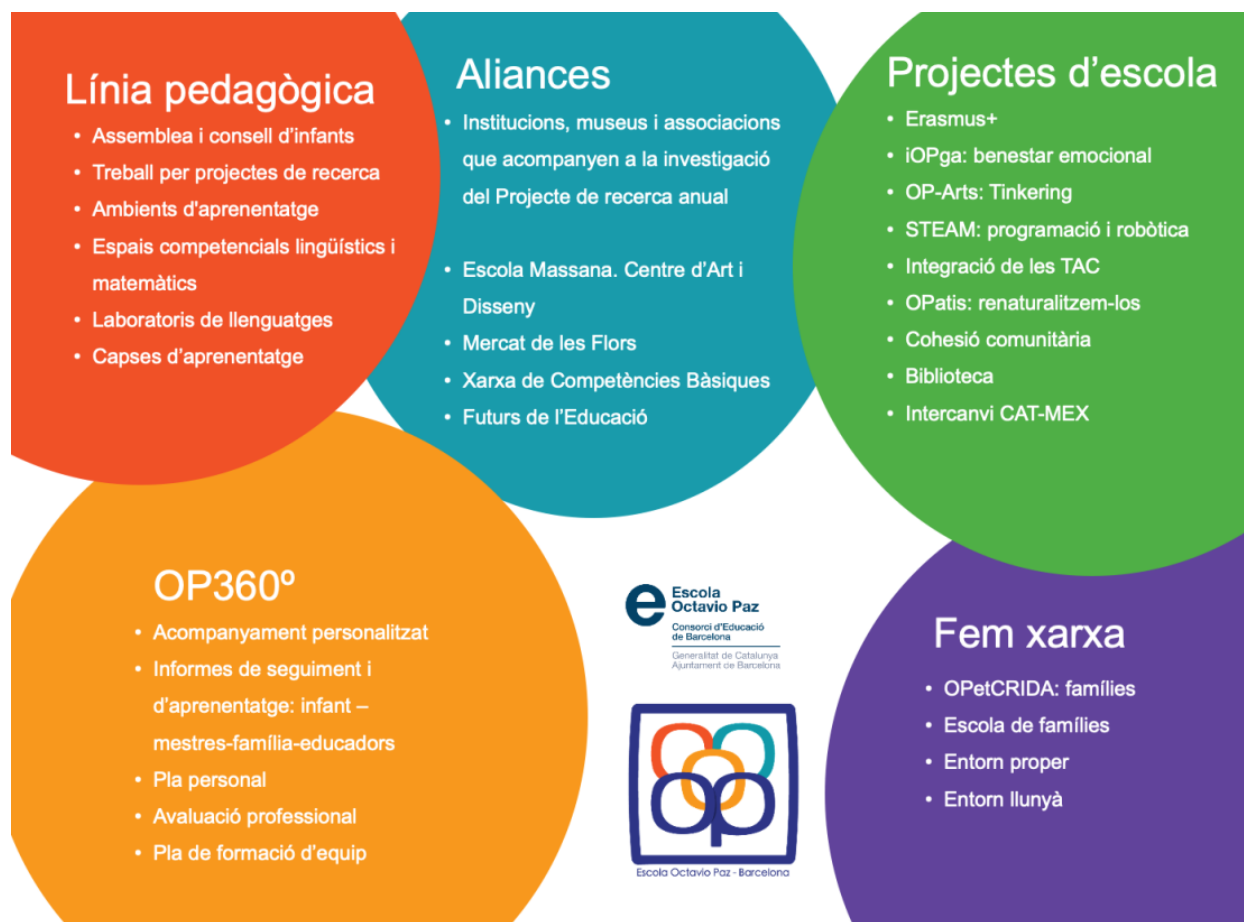 Línia pedagògica
• Assemblea i consell d'infants
• Treball per projectes de recerca
• Ambients d'aprenentatge
• Espais competencials lingüístics i
matemàtics
• Laboratoris de llenguatges
• Capses d'aprenentatge
Aliances
• Institucions, museus i associacions
que acompanyen a la investigació
del Projecte de recerca anual
• Escola Massana. Centre d'Art i
Disseny
• Mercat de les Flors
• Xarxa de Competències Bàsiques
• Futurs de l'Educació
Projectes d'escola
• Erasmus+
• iOPga: benestar emocional
• OP-Arts: Tinkering
• STEAM: programació i robòtica
• Integració de les TAC
• OPatis: renaturalitzem-los
• Cohesió comunitària
• Biblioteca
• Intercanvi CAT-MEX
OP360º
• Acompanyament personalitzat
• Informes de seguiment i
d'aprenentatge: infant –
mestres-família-educadors
• Pla personal
• Avaluació professional
• Pla de formació d'equip
e Escola
Octavio Paz
Consorci d'Educació
de Barcelona
Generalitat de Catalunya
Ajuntament de Barcelona
op
Escola Octavio Paz - Barcelona
Fem xarxa
• OPetCRIDA: famílies
• Escola de famílies
• Entorn proper
• Entorn llunyà